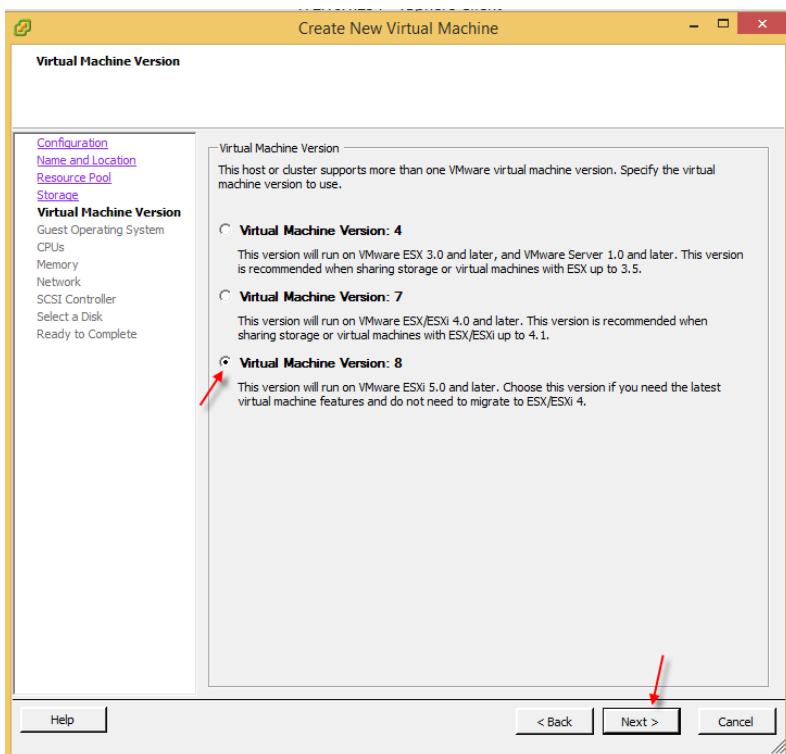 Create New Virtual Machine
Virtual Machine Version
Configuration
Name and Location
Resource Pool
Storage
Virtual Machine Version
Guest Operating System
CPUs
Memory
Network
SCSI Controller
Select a Disk
Ready to Complete
Virtual Machine Version
This host or cluster supports more than one VMware virtual machine version. Specify the virtual
machine version to use.
Virtual Machine Version: 4
This version will run on VMware ESX 3.0 and later, and VMware Server 1.0 and later. This version
is recommended when sharing storage or virtual machines with ESX up to 3.5.
Virtual Machine Version: 7
This version will run on VMware ESX/ESXi 4.0 and later. This version is recommended when
sharing storage or virtual machines with ESX/ESXi up to 4.1.
Virtual Machine Version: 8
This version will run on VMware ESXi 5.0 and later. Choose this version if you need the latest
virtual machine features and do not need to migrate to ESX/ESXi 4.
Help
< Back
Next >
Cancel